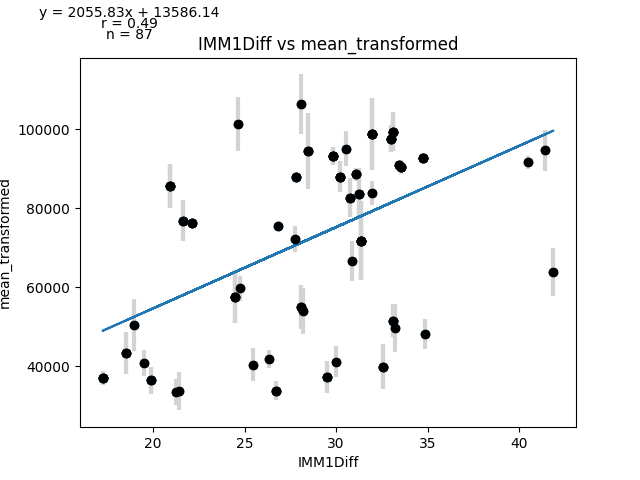 y = 2055.83x + 13586.14
r = 0.49
n = 87
IMM1Diff vs mean_transformed
100000
80000
60000
40000
mean_transformed
20
25
30
35
40
IMM1Diff